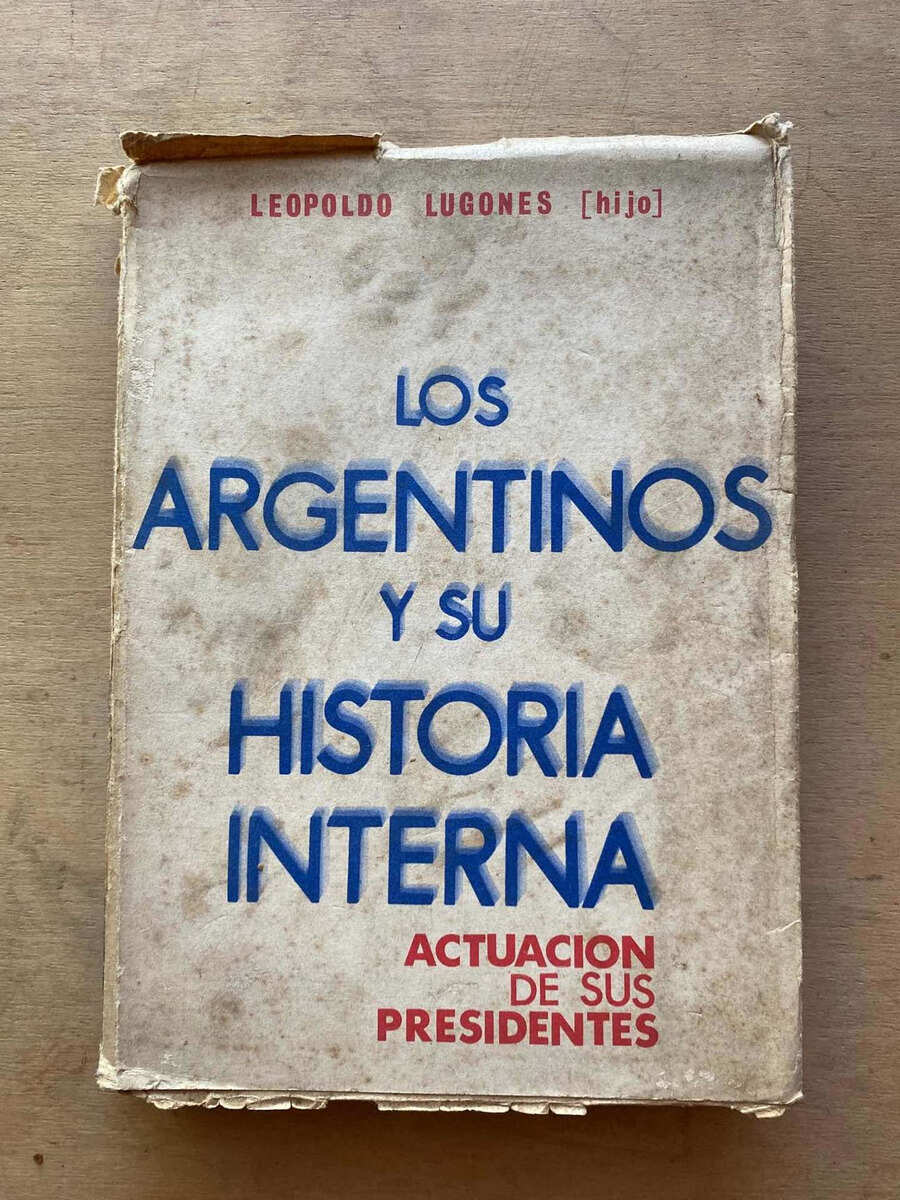 LEOPOLDO LUGONES [hijo]
LOS
ARGENTINOS
Y SU
HISTORIA
INTERNA
ACTUACION
DE SUS
PRESIDENTES